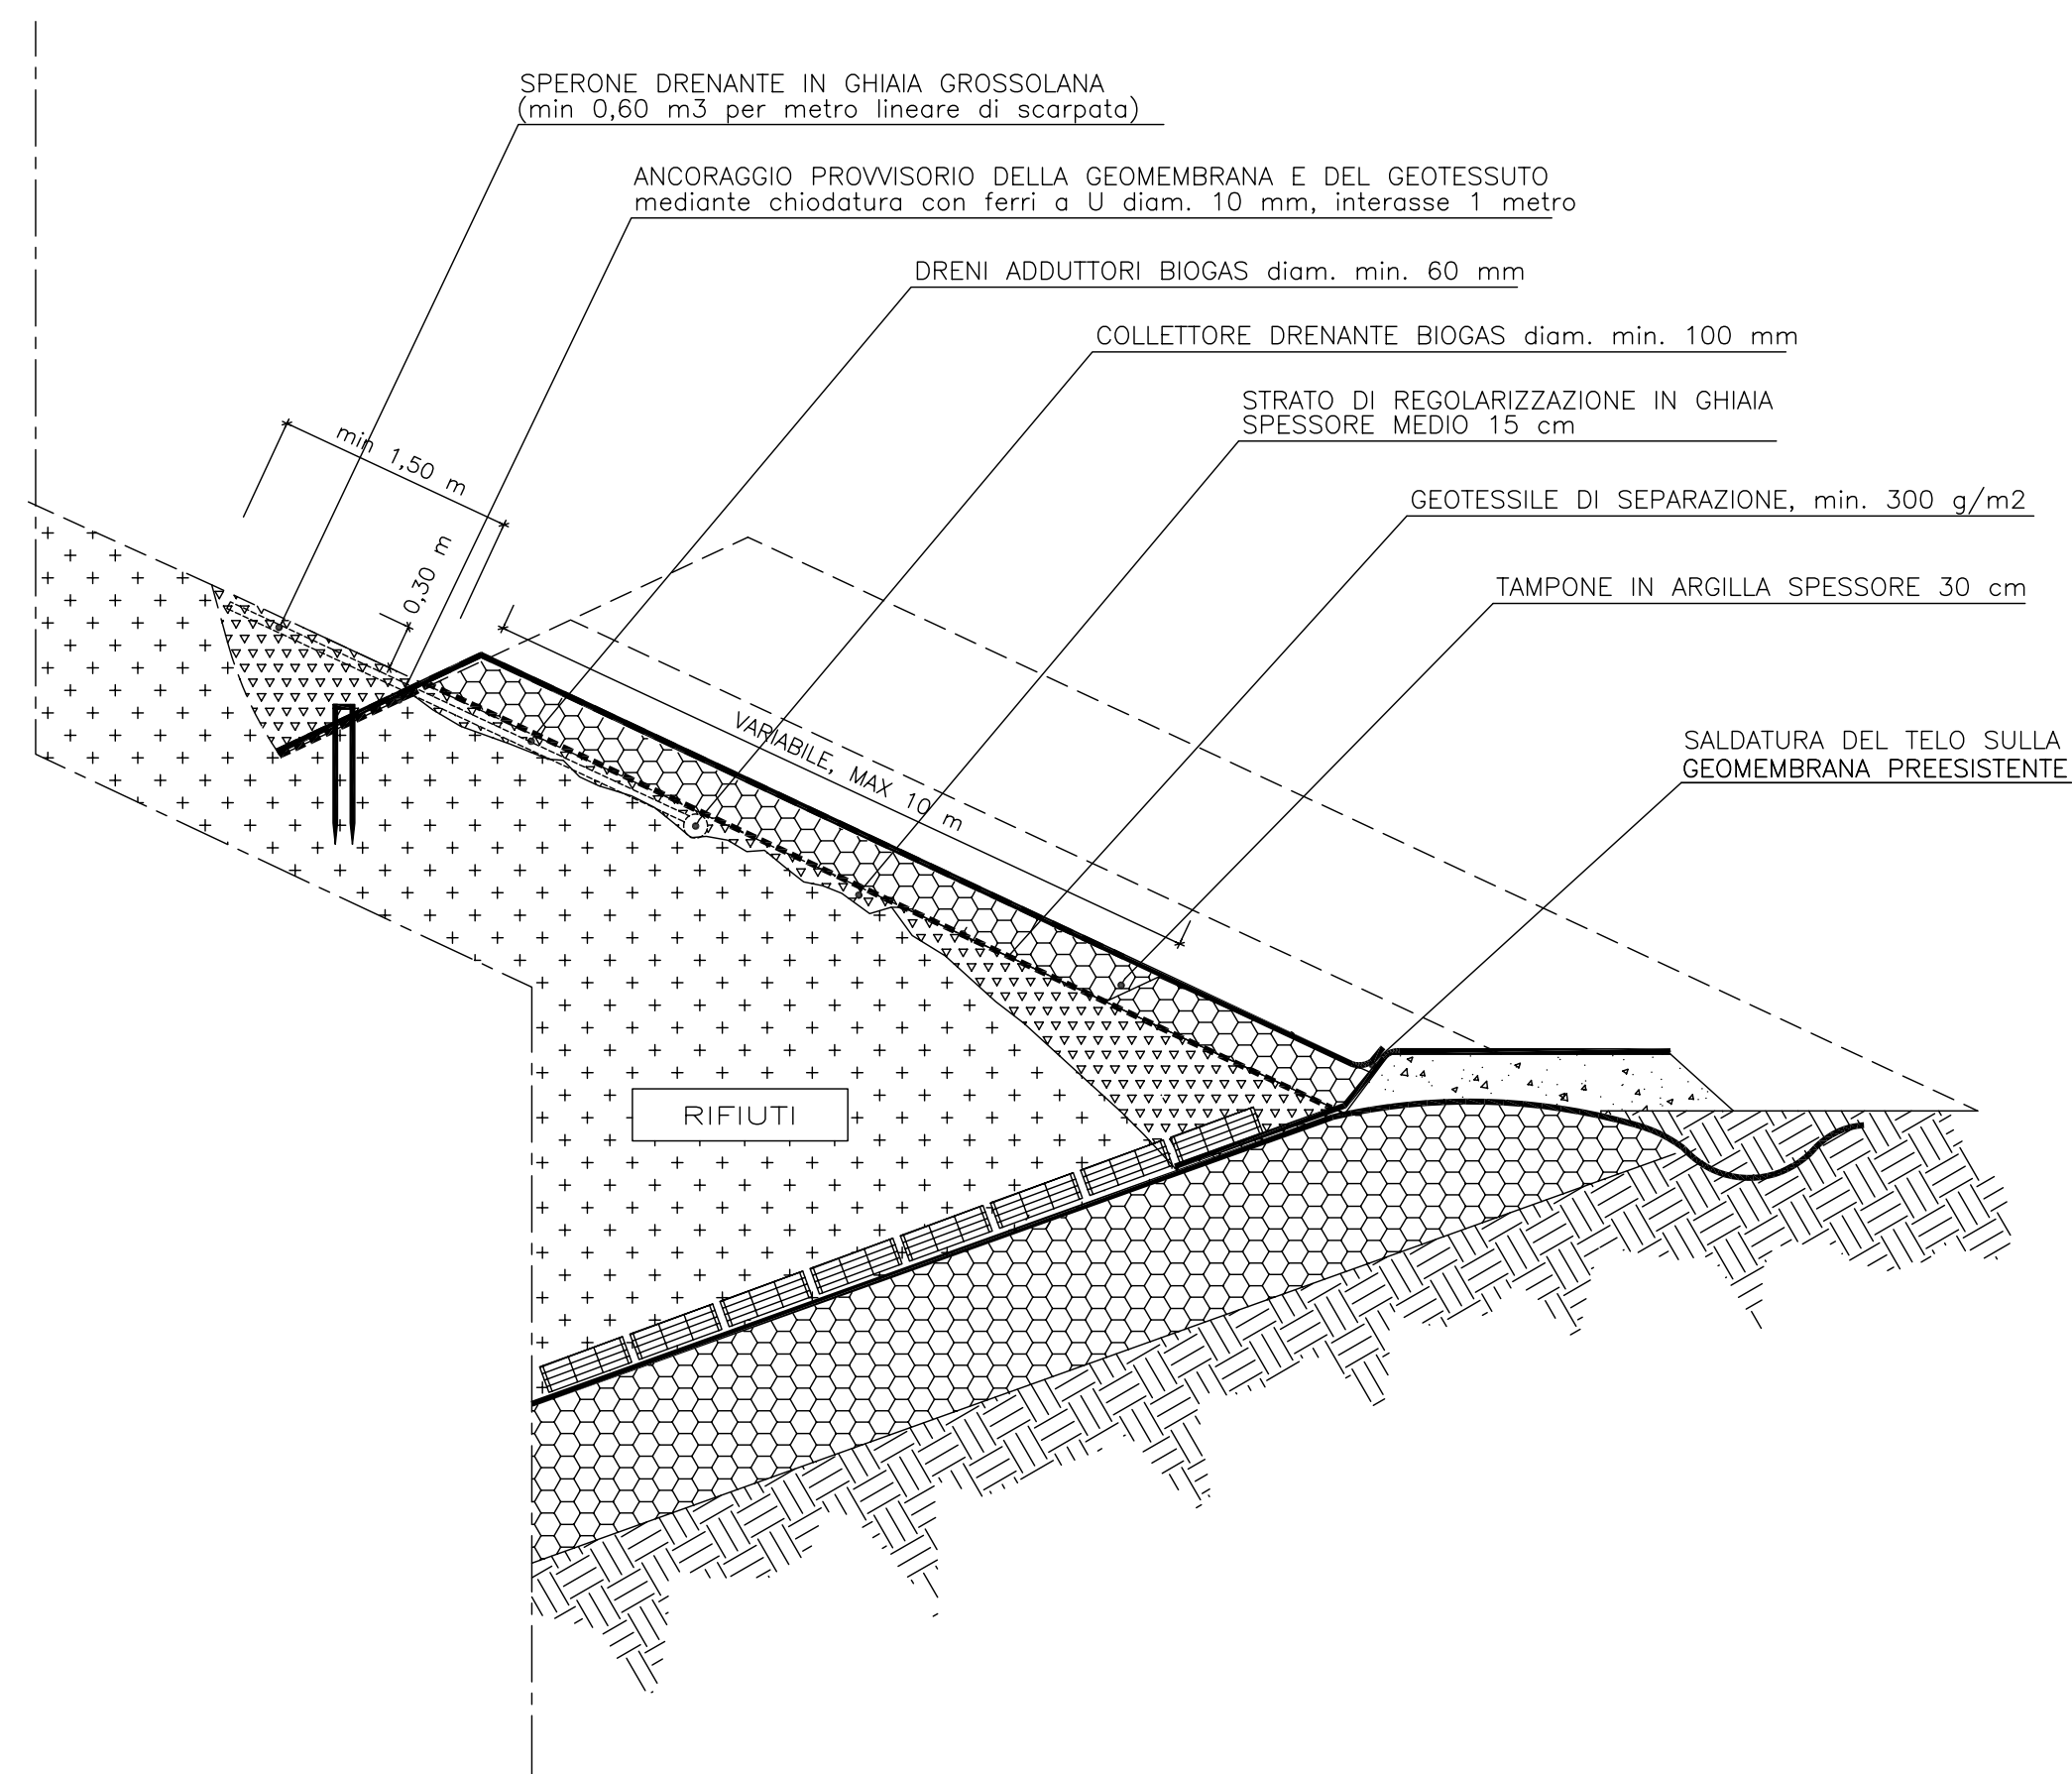 SPERONE DRENANTE IN GHIAIA GROSSOLANA
(min 0,60 m3 per metro lineare di scarpata)
ANCORAGGIO PROVVISORIO DELLA GEOMEMBRANA E DEL GEOTESSUTO
mediante chiodatura con ferri a U diam. 10 mm, interasse 1 metro
DRENI ADDUTTORI BIOGAS diam. min. 60 mm
COLLETTORE DRENANTE BIOGAS diam. min. 100 mm
STRATO DI REGOLARIZZAZIONE IN GHIAIA
SPESSORE MEDIO 15 cm
min 1,50 m
GEOTESSILE DI SEPARAZIONE, min. 300 g/m2
0,30 m
TAMPONE IN ARGILLA SPESSORE 30 cm
VARIABILE, MAX 10 m
SALDATURA DEL TELO SULLA
GEOMEMBRANA PREESISTENTE
RIFIUTI